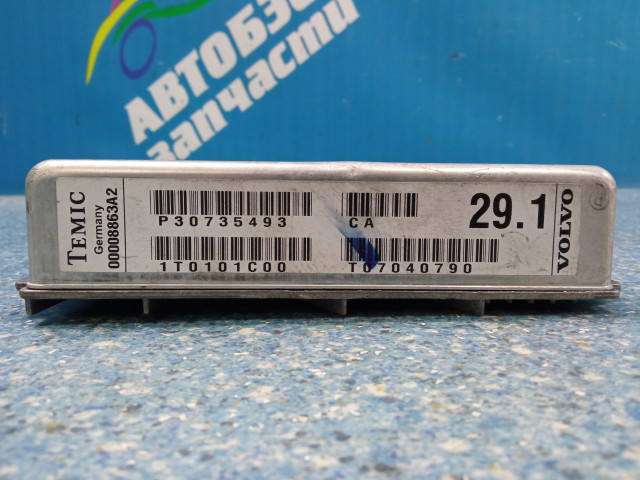 АВТОБЭ
запчасти
TEMIC
Germany
00008863A2
P30735493
CA
29.1
VOLVO
1T0101C00
T07040790